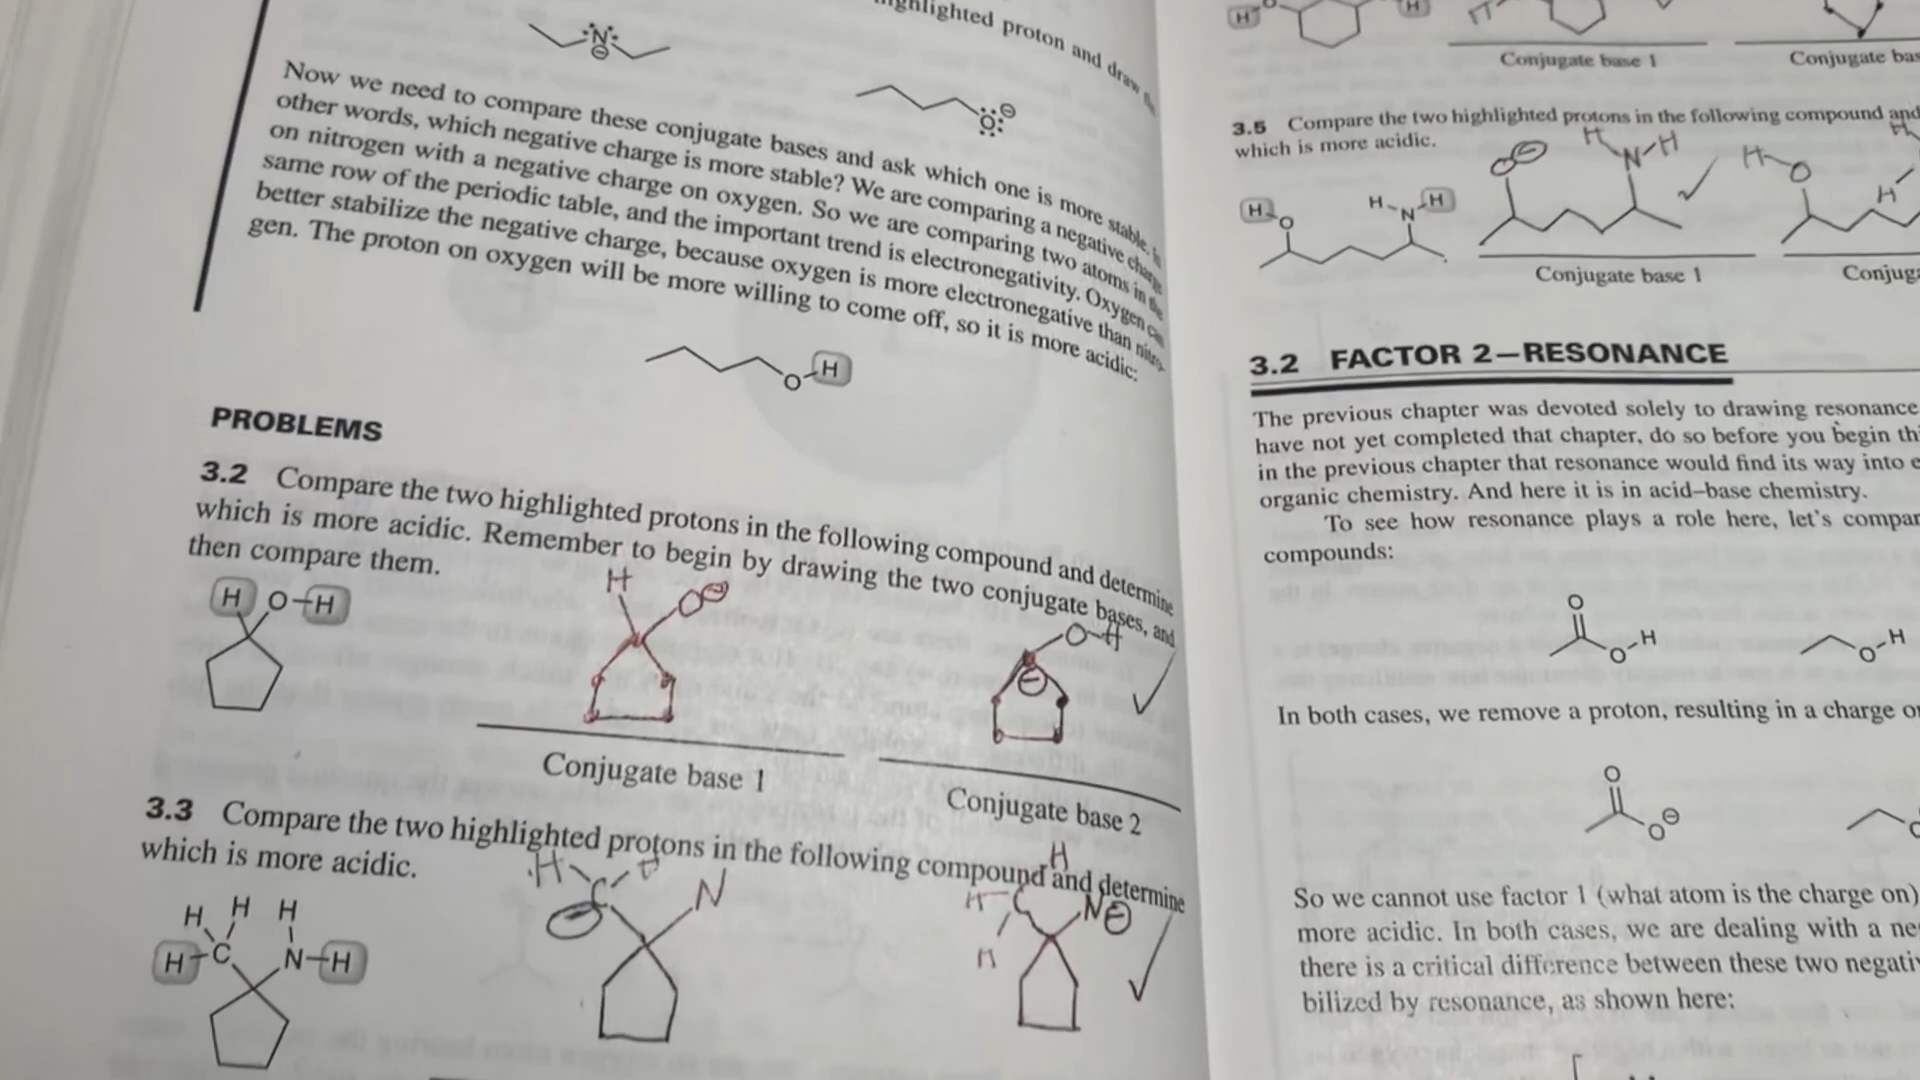 highlighted proton and draw the
N
O
Now we need to compare these conjugate bases and ask which one is more stable. In
other words, which negative charge is more stable? We are comparing a negative charge
on nitrogen with a negative charge on oxygen. So we are comparing two atoms in the
same row of the periodic table, and the important trend is electronegativity. Oxygen can
better stabilize the negative charge, because oxygen is more electronegative than nitro-
gen. The proton on oxygen will be more willing to come off, so it is more acidic:
O H
PROBLEMS
3.2 Compare the two highlighted protons in the following compound and determine
which is more acidic. Remember to begin by drawing the two conjugate bases, and
then compare them.
H O-H
H O⊖
O-H ⊖ ✓
Conjugate base 1
Conjugate base 2
3.3 Compare the two highlighted protons in the following compound and determine
which is more acidic.
H H H
H-C N-H
H C N
H
H C N⊖ ✓
H
H H
Conjugate base 1
Conjugate bas
3.5 Compare the two highlighted protons in the following compound and
which is more acidic.
H O
H N H
O⊖
H N-H ✓
H-O
H
H
Conjugate base 1
Conjug
3.2 FACTOR 2—RESONANCE
The previous chapter was devoted solely to drawing resonance
have not yet completed that chapter, do so before you begin thi
in the previous chapter that resonance would find its way into e
organic chemistry. And here it is in acid–base chemistry.
To see how resonance plays a role here, let's compar
compounds:
O
O H
O H
In both cases, we remove a proton, resulting in a charge o
O
O⊖
So we cannot use factor 1 (what atom is the charge on)
more acidic. In both cases, we are dealing with a ne
there is a critical difference between these two negativ
bilized by resonance, as shown here: